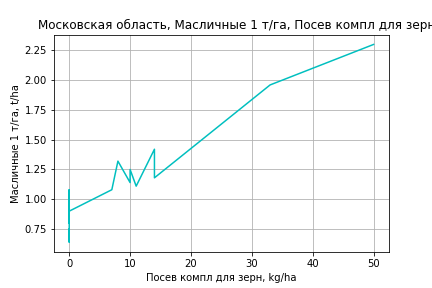 Московская область, Масличные 1 т/га, Посев компл для зерн
Масличные 1 т/га, t/ha
2.25
2.00
1.75
1.50
1.25
1.00
0.75
0 10 20 30 40 50
Посев компл для зерн, kg/ha